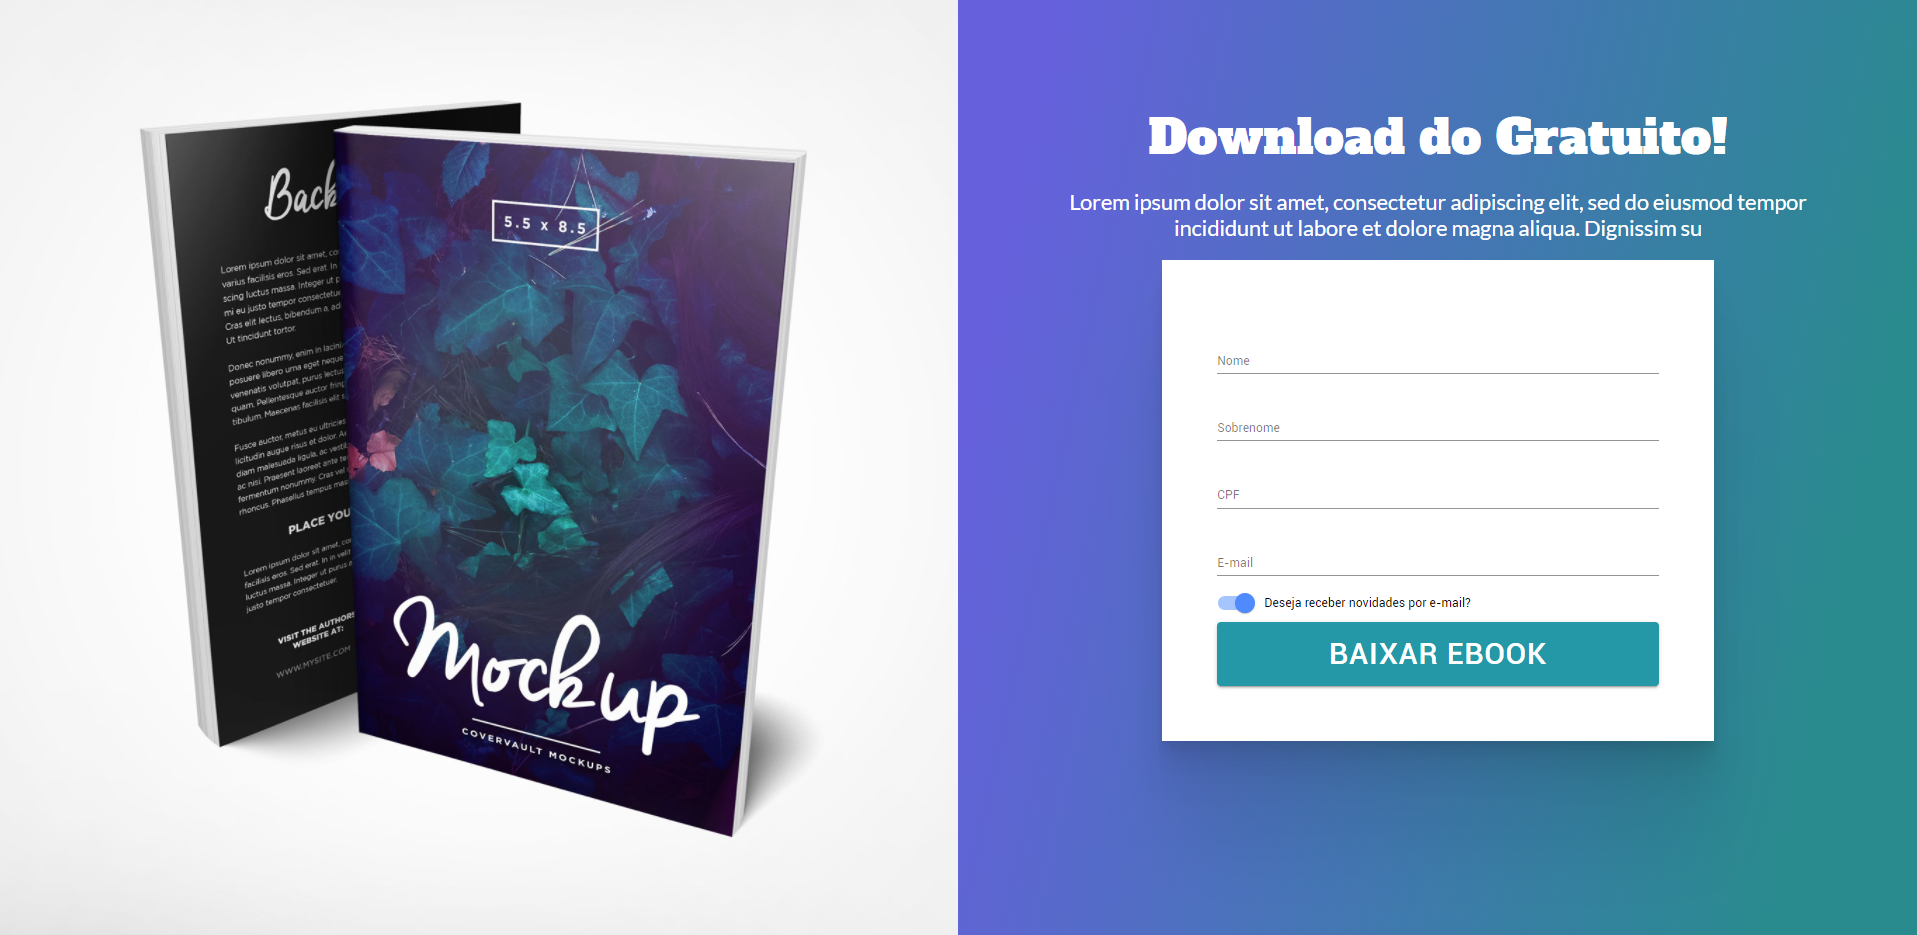 Back
Lorem ipsum dolor sit amet, co
varius facilisis eros. Sed erat. In
scing luctus massa. Integer ut p
mi eu justo tempor consectetue
Cras elit lectus, bibendum a, adi
Ut tincidunt tortor.
Donec nonummy, enim in lacini
posuere libero urna eget neque
venenatis volutpat, purus lectus
quam. Pellentesque auctor fring
tibulum. Maecenas facilisis elit s
Fusce auctor, metus eu ultricies
licitudin augue risus et dolor. Ae
diam malesuada ligula, ac vestib
ac nisi. Praesent laoreet ante te
fermentum nonummy. Cras vel
rhoncus. Phasellus tempus mas
PLACE YOU
Lorem ipsum dolor sit amet, co
facilisis eros. Sed erat. In in velit
luctus massa. Integer ut purus a
justo tempor consectetuer.
VISIT THE AUTHORS
WEBSITE AT:
WWW.MYSITE.COM
5.5 x 8.5
Mockup
COVERVAULT MOCKUPS
Download do Gratuito!
Lorem ipsum dolor sit amet, consectetur adipiscing elit, sed do eiusmod tempor
incididunt ut labore et dolore magna aliqua. Dignissim su
Nome
Sobrenome
CPF
E-mail
Deseja receber novidades por e-mail?
BAIXAR EBOOK